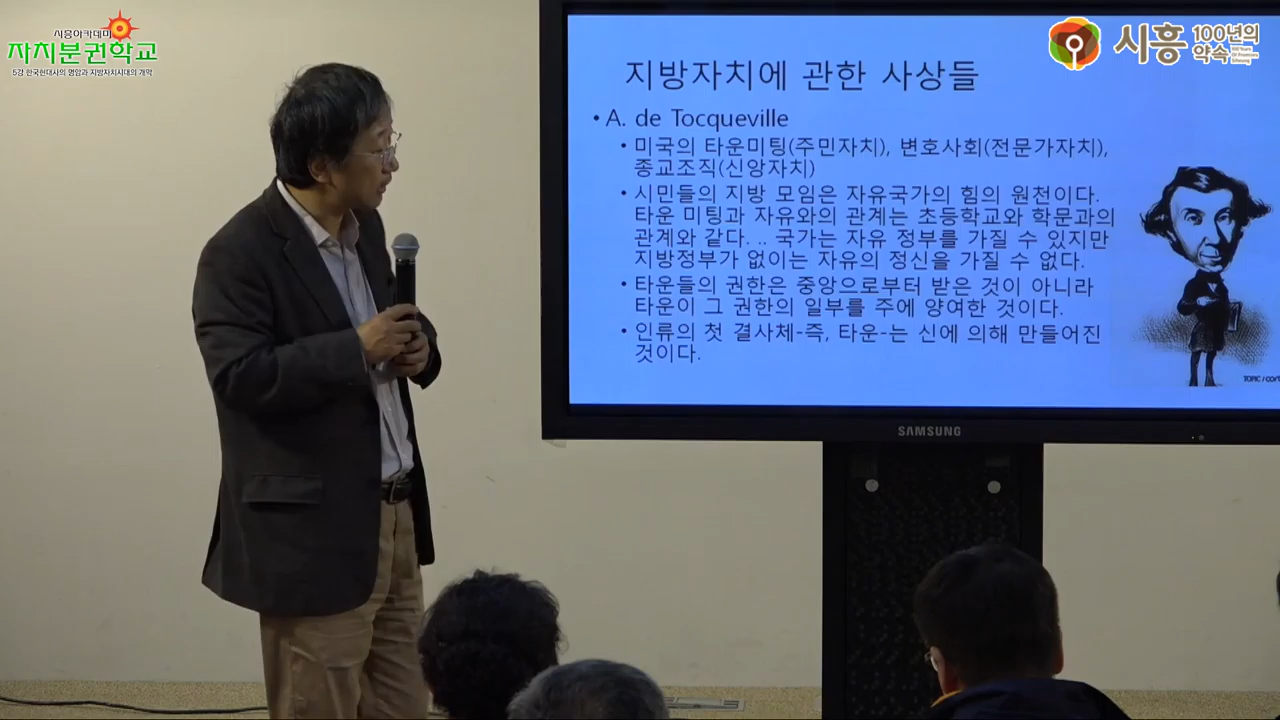 시흥아카데미
자치분권학교
5강 한국현대사의 명암과 지방자치시대의 개막
시흥 100년의
약속
지방자치에 관한 사상들
• A. de Tocqueville
• 미국의 타운미팅(주민자치), 변호사회(전문가자치),
종교조직(신앙자치)
• 시민들의 지방 모임은 자유국가의 힘의 원천이다.
타운 미팅과 자유와의 관계는 초등학교와 학문과의
관계와 같다. .. 국가는 자유 정부를 가질 수 있지만
지방정부가 없이는 자유의 정신을 가질 수 없다.
• 타운들의 권한은 중앙으로부터 받은 것이 아니라
타운이 그 권한의 일부를 주에 양여한 것이다.
• 인류의 첫 결사체-즉, 타운-는 신에 의해 만들어진
것이다.
TOPIC / CO
SAMSUNG